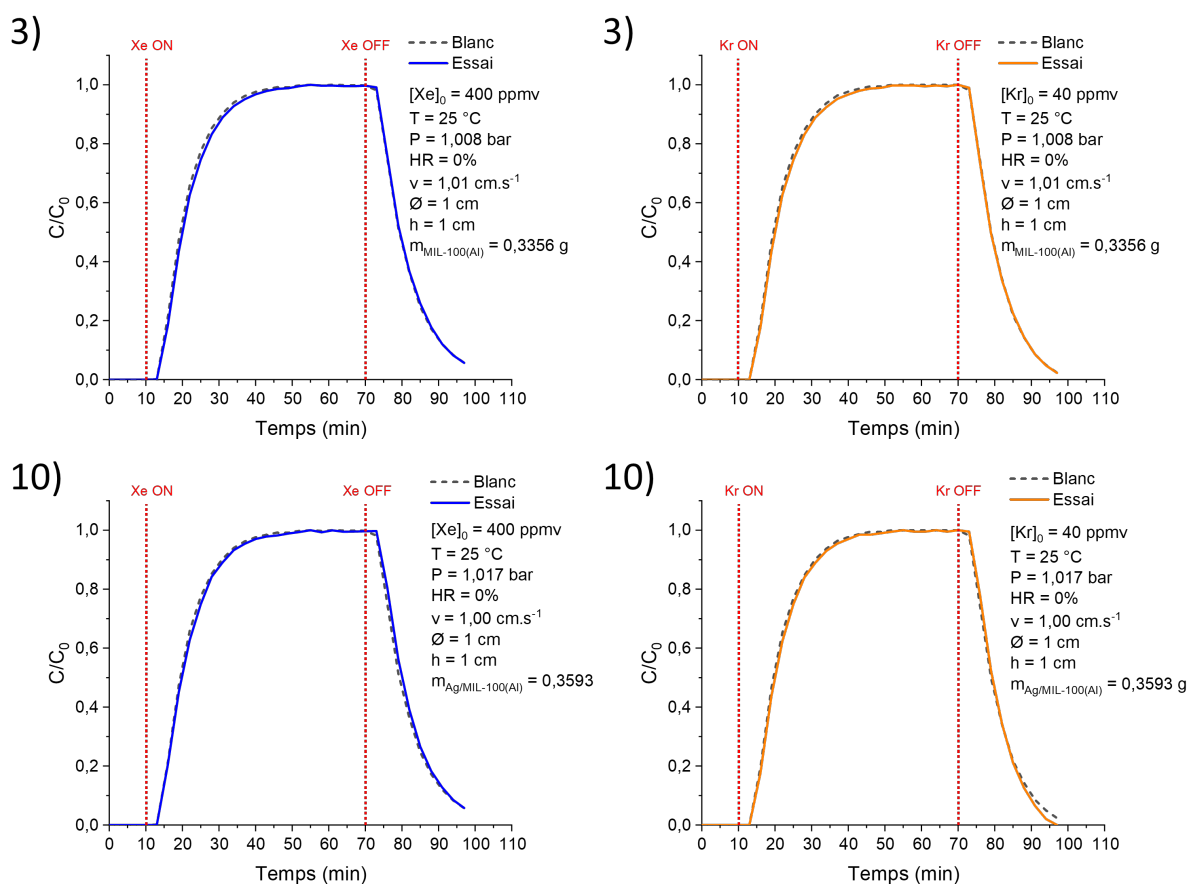 3)
Xe ON
Xe OFF
Blanc
Essai
[Xe]0 = 400 ppmv
T = 25 °C
P = 1,008 bar
HR = 0%
v = 1,01 cm.s-1
Ø = 1 cm
h = 1 cm
mMIL-100(Al) = 0,3356 g
C/C0
1,0
0,8
0,6
0,4
0,2
0,0
0 10 20 30 40 50 60 70 80 90 100 110
Temps (min)
3)
Kr ON
Kr OFF
Blanc
Essai
[Kr]0 = 40 ppmv
T = 25 °C
P = 1,008 bar
HR = 0%
v = 1,01 cm.s-1
Ø = 1 cm
h = 1 cm
mMIL-100(Al) = 0,3356 g
C/C0
1,0
0,8
0,6
0,4
0,2
0,0
0 10 20 30 40 50 60 70 80 90 100 110
Temps (min)
10)
Xe ON
Xe OFF
Blanc
Essai
[Xe]0 = 400 ppmv
T = 25 °C
P = 1,017 bar
HR = 0%
v = 1,00 cm.s-1
Ø = 1 cm
h = 1 cm
mAg/MIL-100(Al) = 0,3593
C/C0
1,0
0,8
0,6
0,4
0,2
0,0
0 10 20 30 40 50 60 70 80 90 100 110
Temps (min)
10)
Kr ON
Kr OFF
Blanc
Essai
[Kr]0 = 40 ppmv
T = 25 °C
P = 1,017 bar
HR = 0%
v = 1,00 cm.s-1
Ø = 1 cm
h = 1 cm
mAg/MIL-100(Al) = 0,3593 g
C/C0
1,0
0,8
0,6
0,4
0,2
0,0
0 10 20 30 40 50 60 70 80 90 100 110
Temps (min)